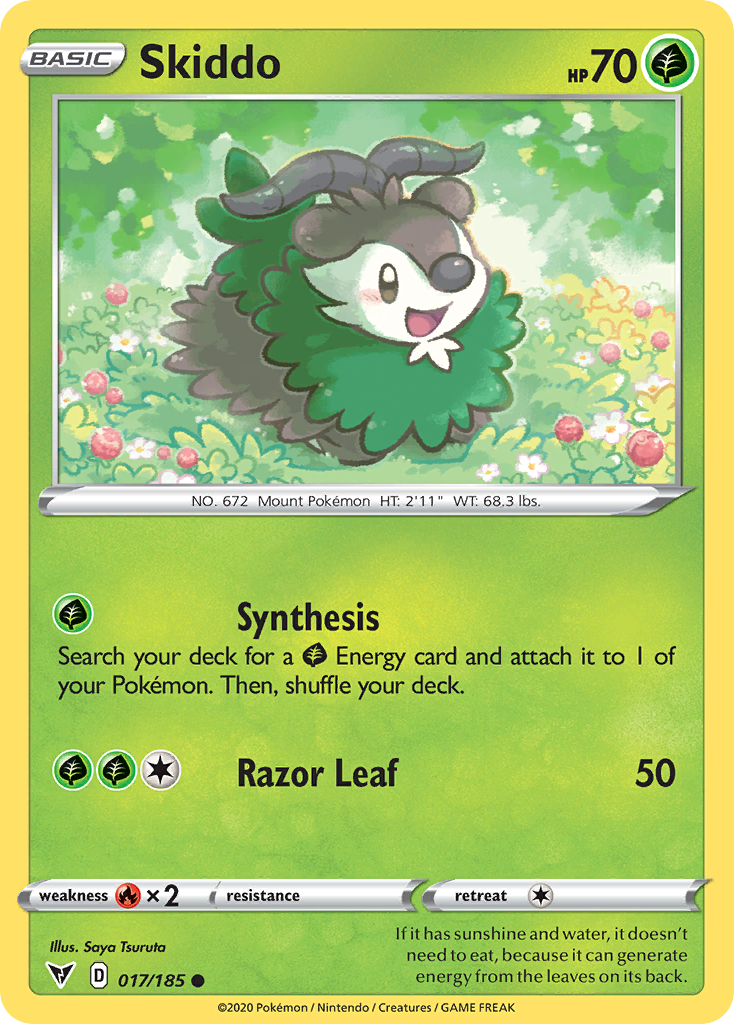 BASIC Skiddo HP70
NO. 672 Mount Pokémon HT: 2'11" WT: 68.3 lbs.
Synthesis
Search your deck for a Energy card and attach it to 1 of
your Pokémon. Then, shuffle your deck.
Razor Leaf 50
weakness ×2 resistance retreat
Illus. Saya Tsuruta
If it has sunshine and water, it doesn't
need to eat, because it can generate
energy from the leaves on its back.
D 017/185
©2020 Pokémon / Nintendo / Creatures / GAME FREAK